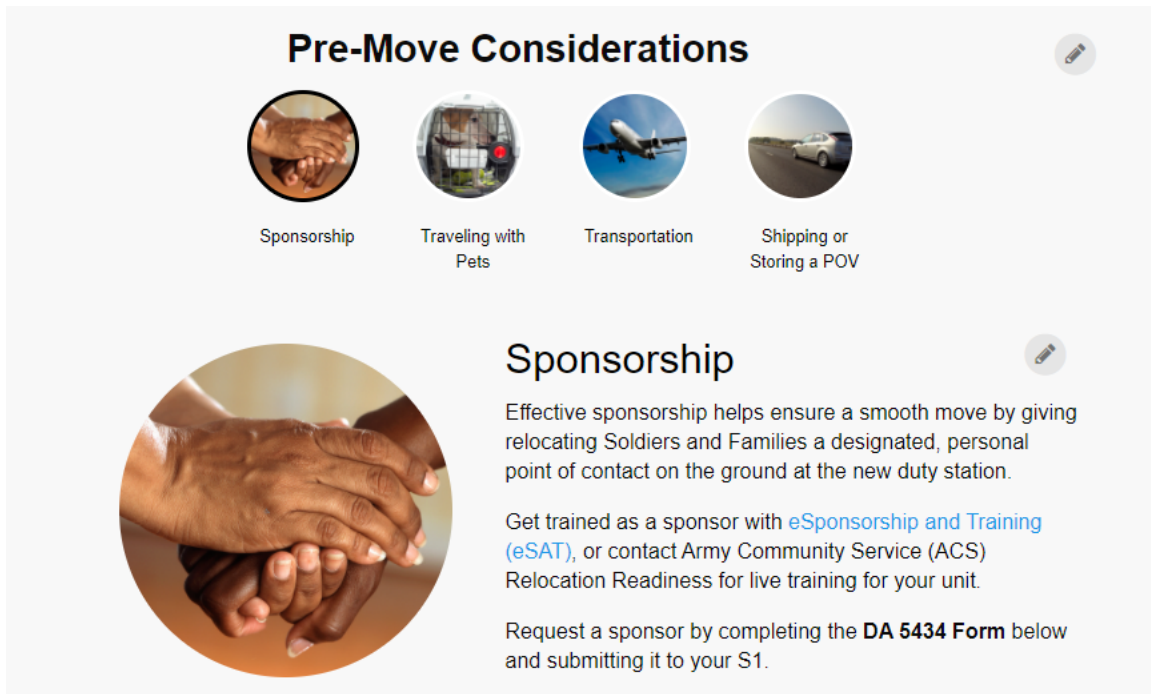 Pre-Move Considerations
Sponsorship
Traveling with
Pets
Transportation
Shipping or
Storing a POV
Sponsorship
Effective sponsorship helps ensure a smooth move by giving
relocating Soldiers and Families a designated, personal
point of contact on the ground at the new duty station.
Get trained as a sponsor with eSponsorship and Training
(eSAT), or contact Army Community Service (ACS)
Relocation Readiness for live training for your unit.
Request a sponsor by completing the DA 5434 Form below
and submitting it to your S1.